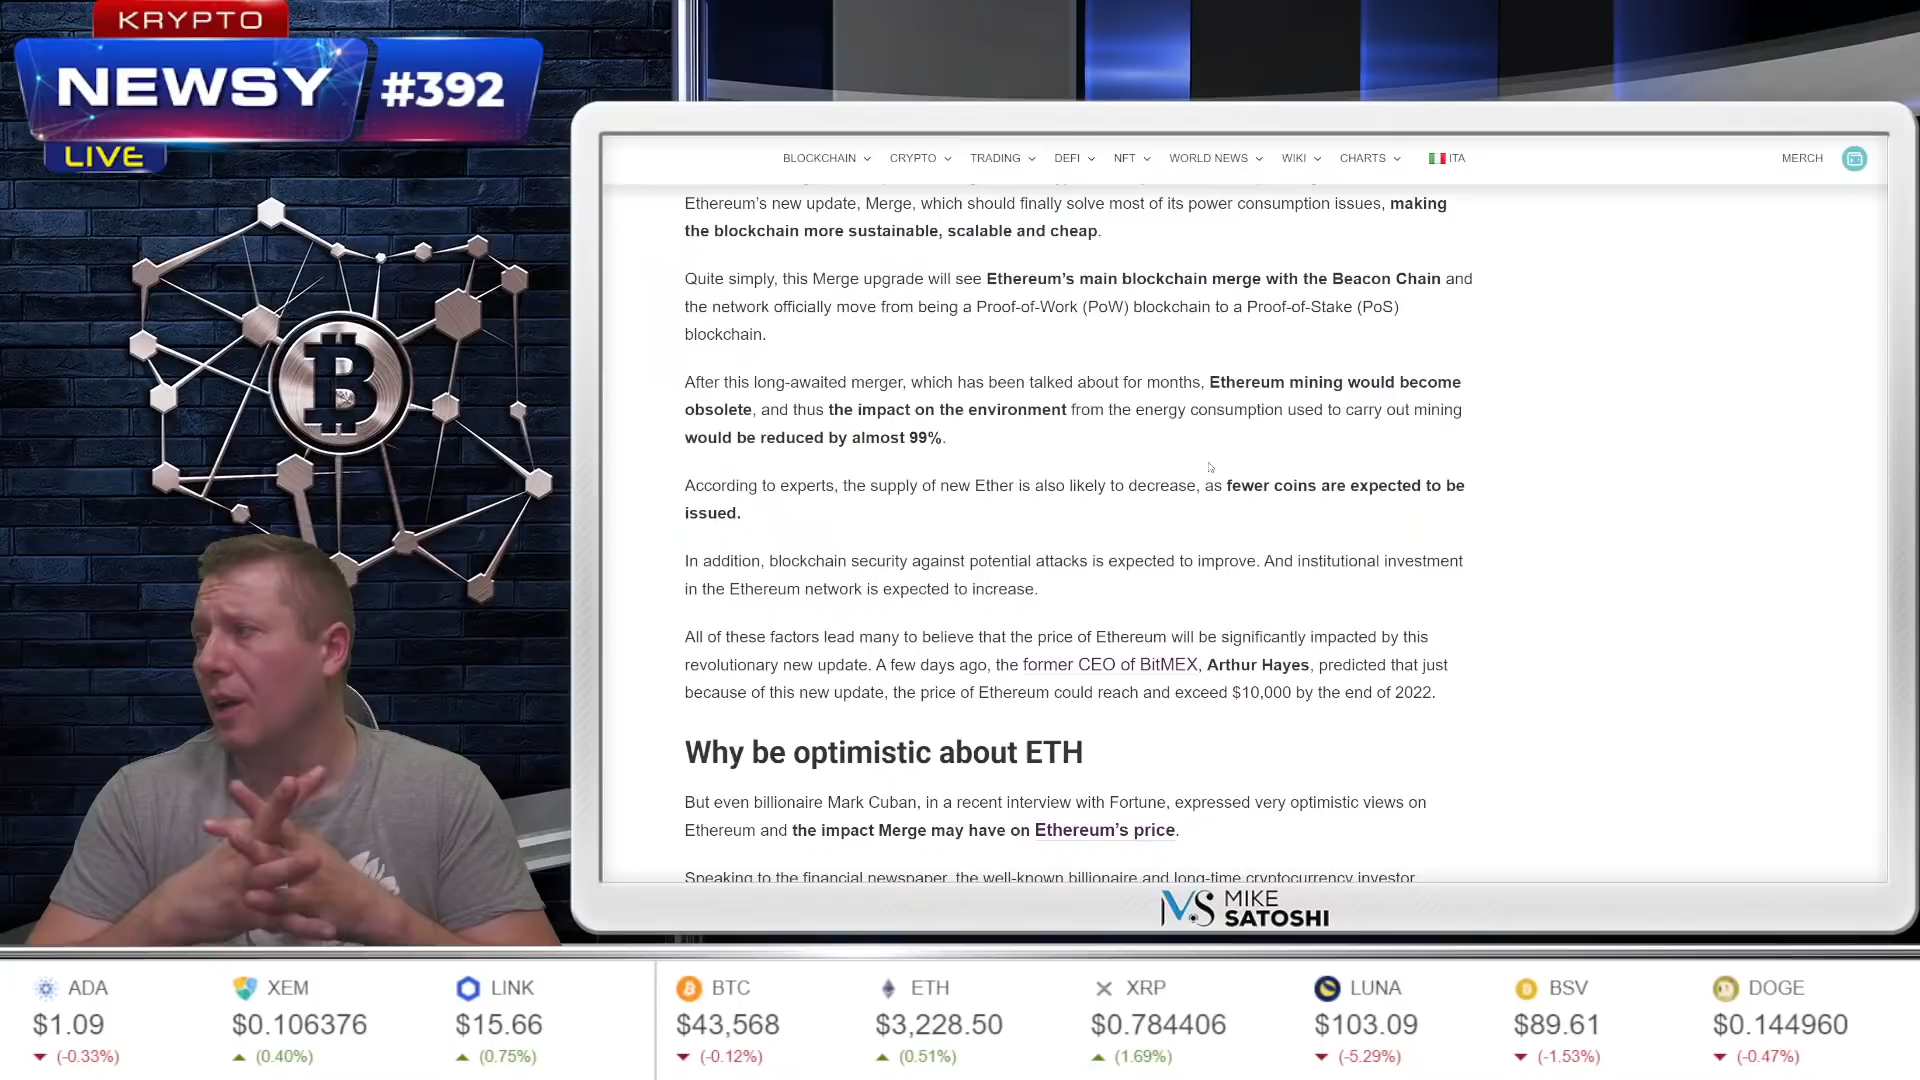 KRYPTO
NEWSY #392
LIVE
BLOCKCHAIN CRYPTO TRADING DEFI NFT WORLD NEWS WIKI CHARTS ITA MERCH
Ethereum's new update, Merge, which should finally solve most of its power consumption issues, making
the blockchain more sustainable, scalable and cheap.
Quite simply, this Merge upgrade will see Ethereum's main blockchain merge with the Beacon Chain and
the network officially move from being a Proof-of-Work (PoW) blockchain to a Proof-of-Stake (PoS)
blockchain.
After this long-awaited merger, which has been talked about for months, Ethereum mining would become
obsolete, and thus the impact on the environment from the energy consumption used to carry out mining
would be reduced by almost 99%.
According to experts, the supply of new Ether is also likely to decrease, as fewer coins are expected to be
issued.
In addition, blockchain security against potential attacks is expected to improve. And institutional investment
in the Ethereum network is expected to increase.
All of these factors lead many to believe that the price of Ethereum will be significantly impacted by this
revolutionary new update. A few days ago, the former CEO of BitMEX, Arthur Hayes, predicted that just
because of this new update, the price of Ethereum could reach and exceed $10,000 by the end of 2022.
Why be optimistic about ETH
But even billionaire Mark Cuban, in a recent interview with Fortune, expressed very optimistic views on
Ethereum and the impact Merge may have on Ethereum's price.
Speaking to the financial newspaper, the well-known billionaire and long-time cryptocurrency investor
MS MIKE
SATOSHI
ADA XEM LINK BTC ETH XRP LUNA BSV DOGE
$1.09 $0.106376 $15.66 $43,568 $3,228.50 $0.784406 $103.09 $89.61 $0.144960
(-0.33%) (0.40%) (0.75%) (-0.12%) (0.51%) (1.69%) (-5.29%) (-1.53%) (-0.47%)